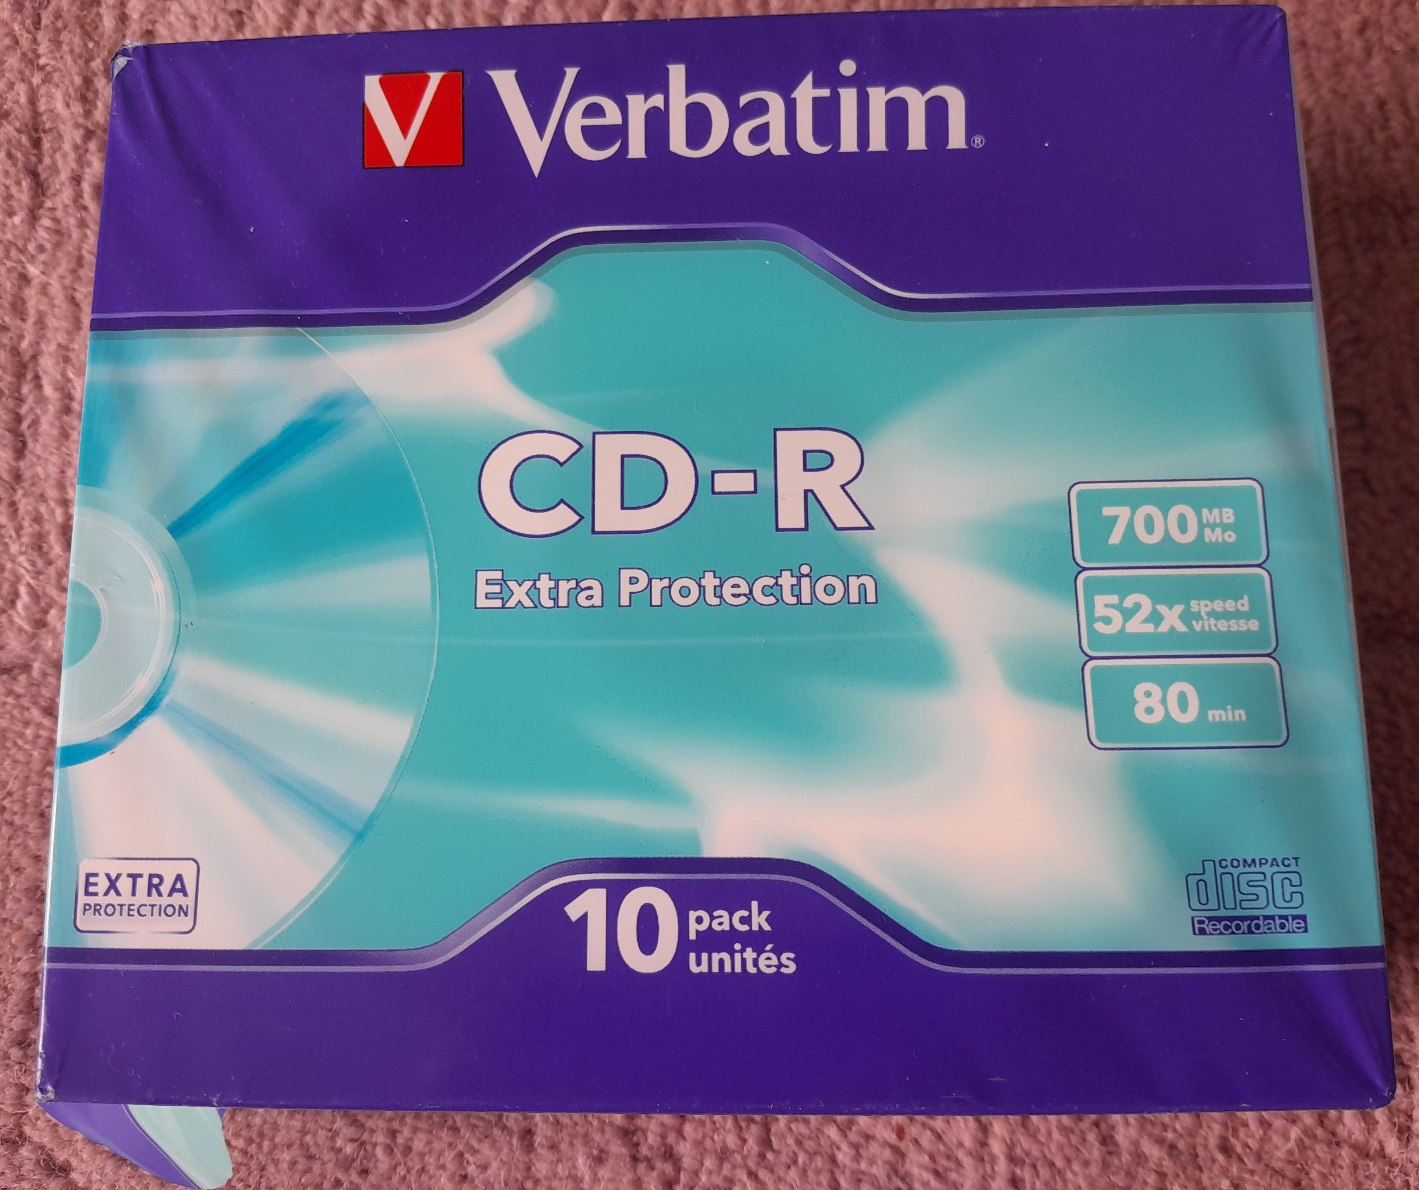 V Verbatim®
CD-R
Extra Protection
700 MB
Mo
52x speed
vitesse
80 min
EXTRA
PROTECTION
10 pack
unités
COMPACT
disc
Recordable